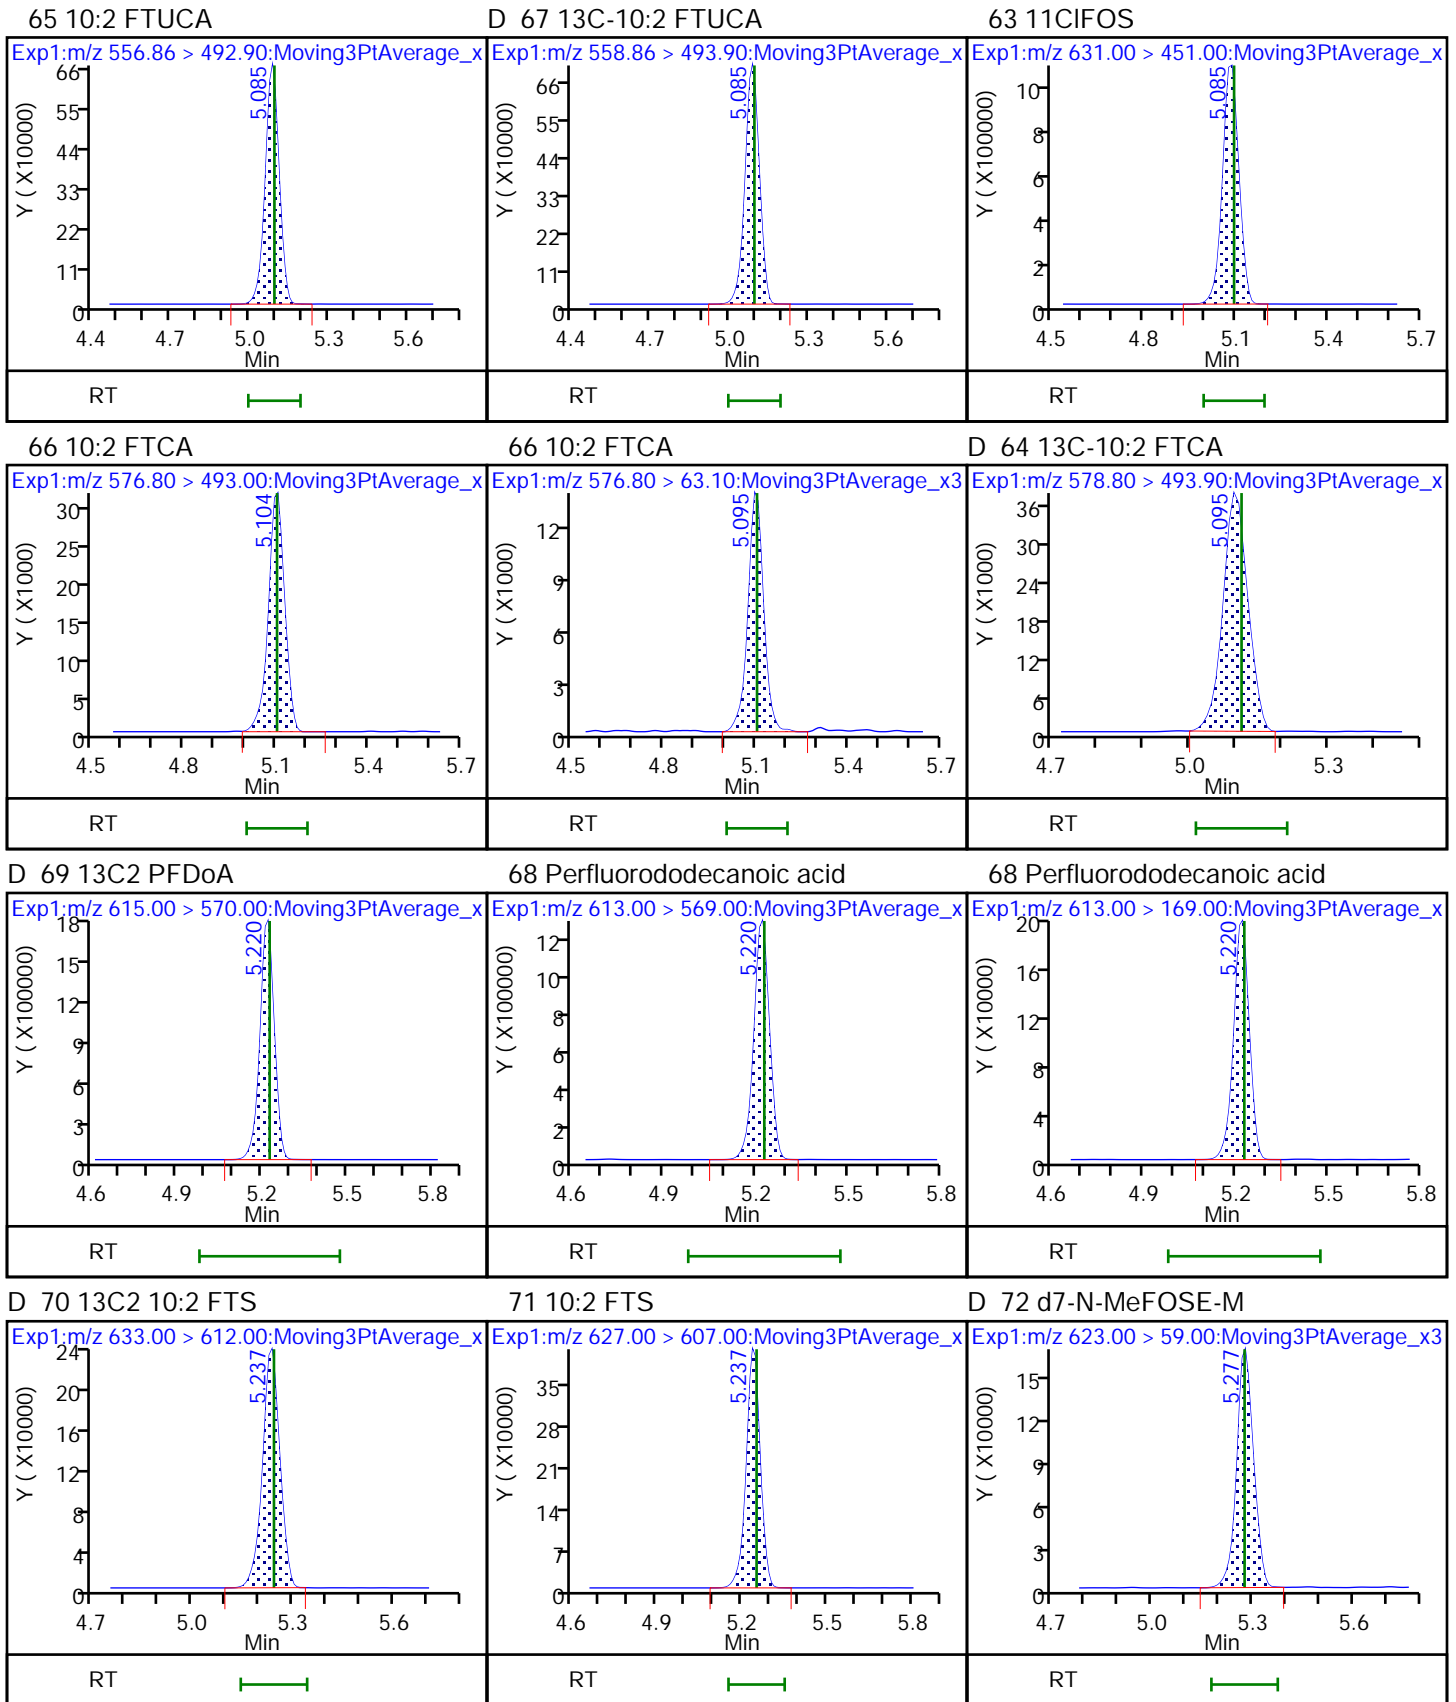 65 10:2 FTUCA
Exp1:m/z 556.86 > 492.90:Moving3PtAverage_x
Y ( X10000)
66
55
44
33
22
11
0
5.085
4.4 4.7 5.0 5.3 5.6
Min
RT
D 67 13C-10:2 FTUCA
Exp1:m/z 558.86 > 493.90:Moving3PtAverage_x
Y ( X10000)
66
55
44
33
22
11
0
5.085
4.4 4.7 5.0 5.3 5.6
Min
RT
63 11ClFOS
Exp1:m/z 631.00 > 451.00:Moving3PtAverage_x
Y ( X100000)
10
8
6
4
2
0
5.085
4.5 4.8 5.1 5.4 5.7
Min
RT
66 10:2 FTCA
Exp1:m/z 576.80 > 493.00:Moving3PtAverage_x
Y ( X1000)
30
25
20
15
10
5
0
5.104
4.5 4.8 5.1 5.4 5.7
Min
RT
66 10:2 FTCA
Exp1:m/z 576.80 > 63.10:Moving3PtAverage_x3
Y ( X1000)
12
9
6
3
0
5.095
4.5 4.8 5.1 5.4 5.7
Min
RT
D 64 13C-10:2 FTCA
Exp1:m/z 578.80 > 493.90:Moving3PtAverage_x
Y ( X1000)
36
30
24
18
12
6
0
5.095
4.7 5.0 5.3
Min
RT
D 69 13C2 PFDoA
Exp1:m/z 615.00 > 570.00:Moving3PtAverage_x
Y ( X100000)
18
15
12
9
6
3
0
5.220
4.6 4.9 5.2 5.5 5.8
Min
RT
68 Perfluorododecanoic acid
Exp1:m/z 613.00 > 569.00:Moving3PtAverage_x
Y ( X100000)
12
10
8
6
4
2
0
5.220
4.6 4.9 5.2 5.5 5.8
Min
RT
68 Perfluorododecanoic acid
Exp1:m/z 613.00 > 169.00:Moving3PtAverage_x
Y ( X10000)
20
16
12
8
4
0
5.220
4.6 4.9 5.2 5.5 5.8
Min
RT
D 70 13C2 10:2 FTS
Exp1:m/z 633.00 > 612.00:Moving3PtAverage_x
Y ( X10000)
24
20
16
12
8
4
0
5.237
4.7 5.0 5.3 5.6
Min
RT
71 10:2 FTS
Exp1:m/z 627.00 > 607.00:Moving3PtAverage_x
Y ( X10000)
35
28
21
14
7
0
5.237
4.6 4.9 5.2 5.5 5.8
Min
RT
D 72 d7-N-MeFOSE-M
Exp1:m/z 623.00 > 59.00:Moving3PtAverage_x3
Y ( X10000)
15
12
9
6
3
0
5.277
4.7 5.0 5.3 5.6
Min
RT